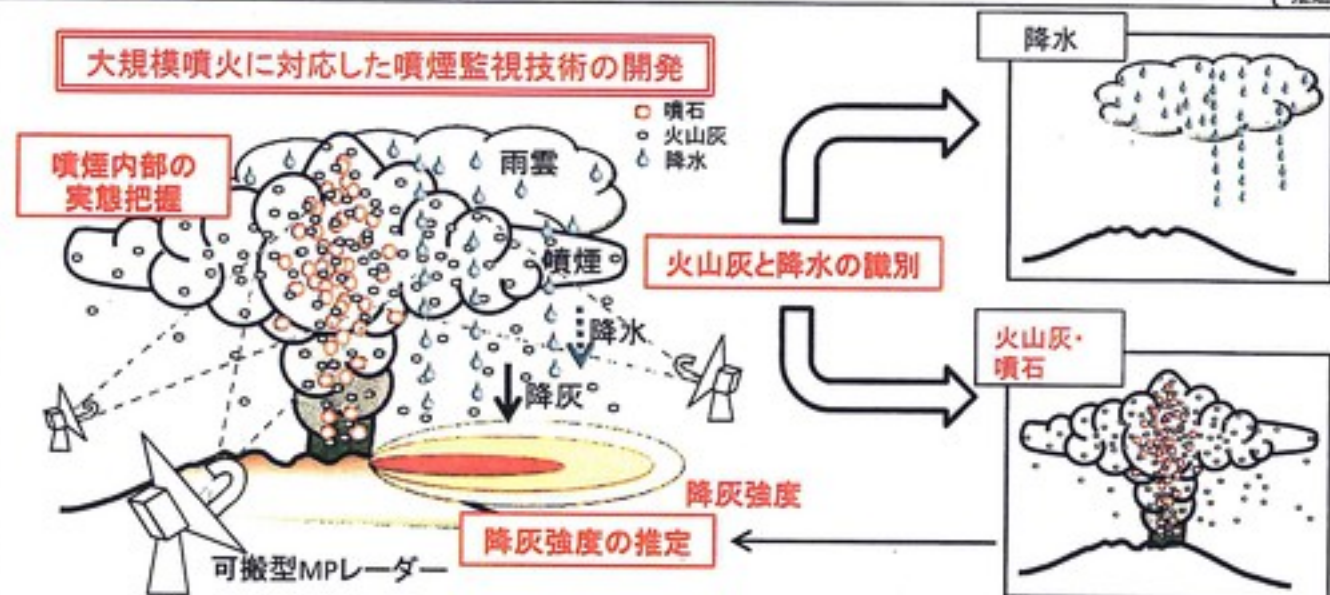 大規模噴火に対応した噴煙監視技術の開発
噴石
火山灰
降水
噴煙内部の
実態把握
雨雲
噴煙
火山灰と降水の識別
降水
降灰
降灰強度
降灰強度の推定
可搬型MPレーダー
降水
火山灰・
噴石